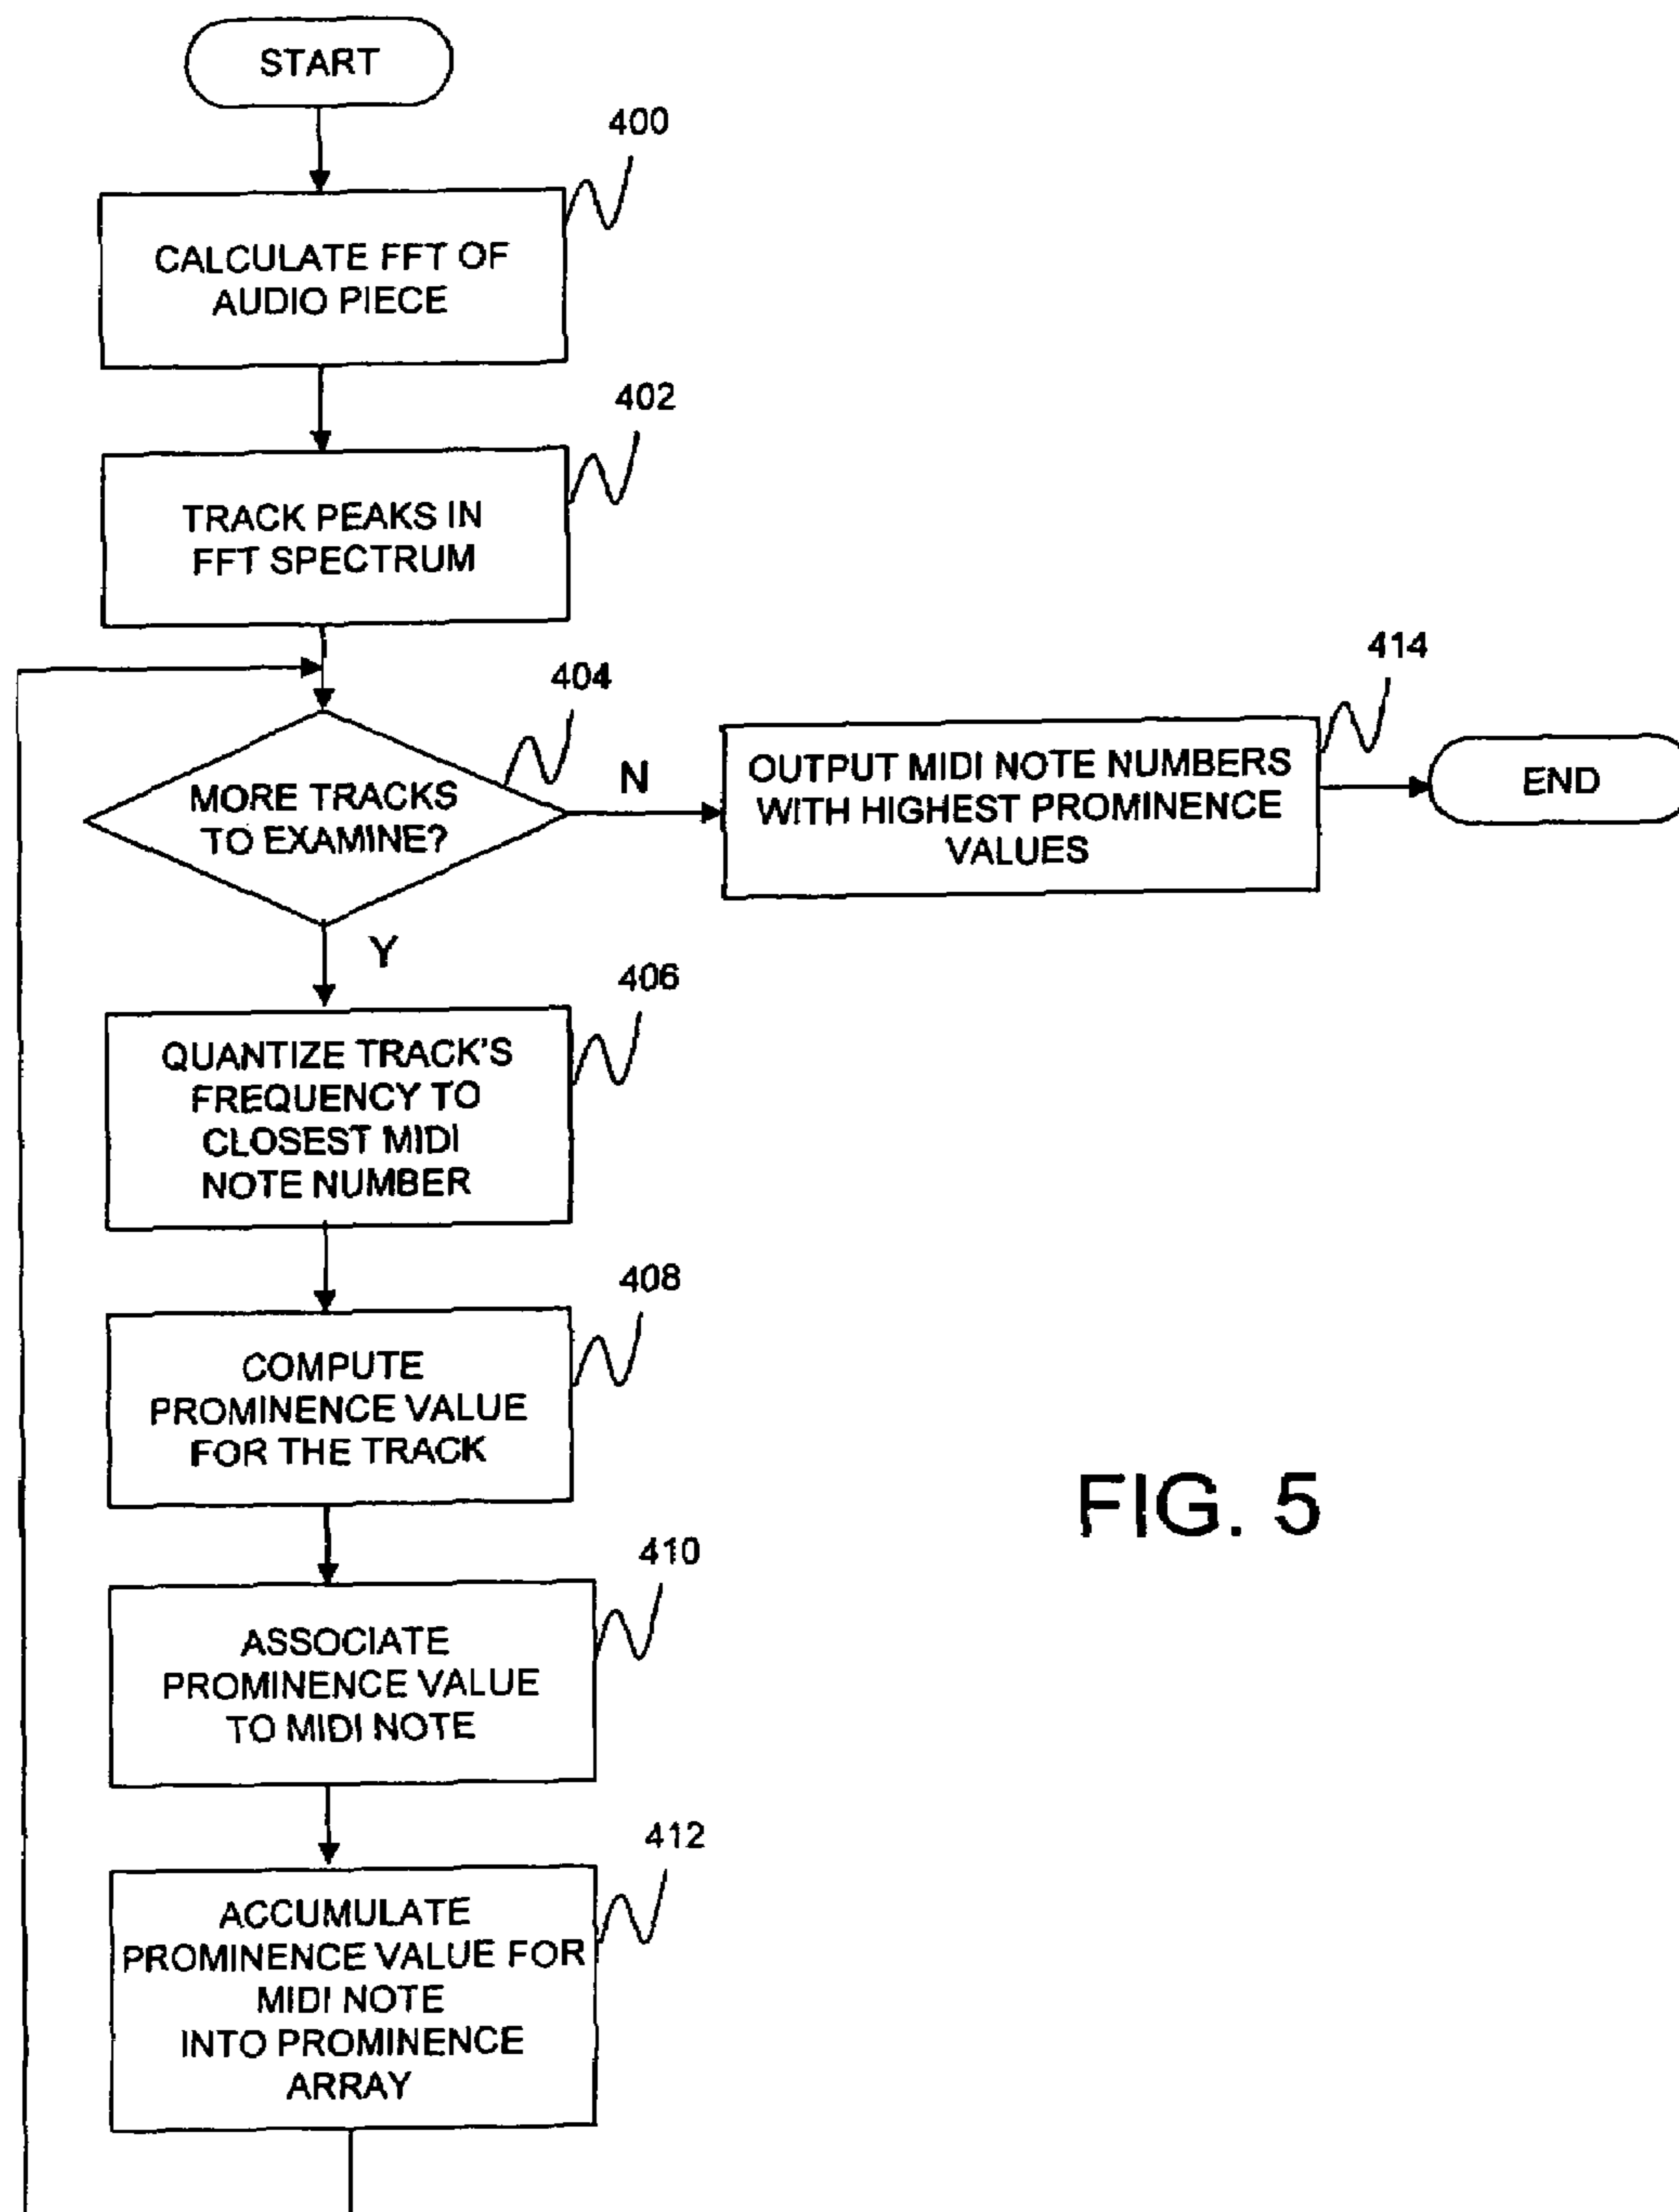 START
400
CALCULATE FFT OF
AUDIO PIECE
402
TRACK PEAKS IN
FFT SPECTRUM
404
MORE TRACKS
TO EXAMINE?
N
414
OUTPUT MIDI NOTE NUMBERS
WITH HIGHEST PROMINENCE
VALUES
END
Y
406
QUANTIZE TRACK'S
FREQUENCY TO
CLOSEST MIDI
NOTE NUMBER
408
COMPUTE
PROMINENCE VALUE
FOR THE TRACK
410
ASSOCIATE
PROMINENCE VALUE
TO MIDI NOTE
412
ACCUMULATE
PROMINENCE VALUE FOR
MIDI NOTE
INTO PROMINENCE
ARRAY
FIG. 5